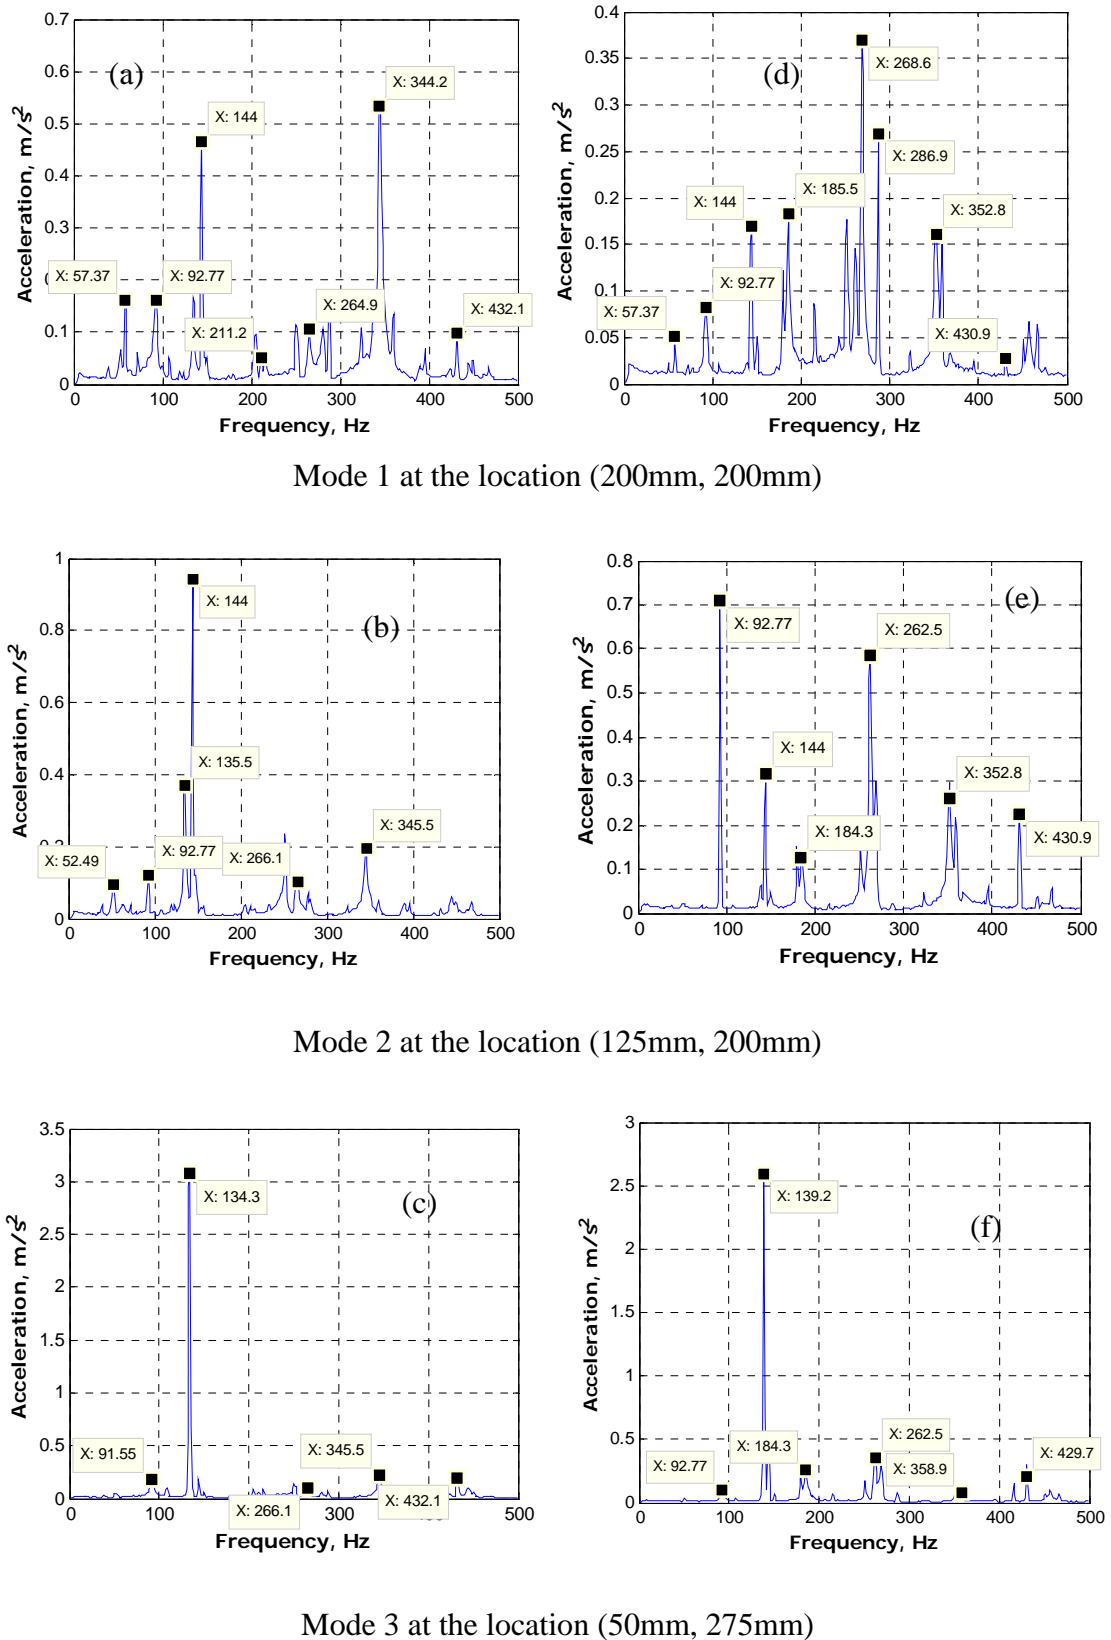 (a)
Acceleration, m/s²
0.7
0.6
0.5
0.4
0.3
0.1
0
X: 57.37
X: 92.77
X: 144
X: 211.2
X: 264.9
X: 344.2
X: 432.1
0 100 200 300 400 500
Frequency, Hz
(d)
Acceleration, m/s²
0.4
0.35
0.3
0.25
0.2
0.15
0.1
0.05
0
X: 57.37
X: 92.77
X: 144
X: 185.5
X: 268.6
X: 286.9
X: 352.8
X: 430.9
0 100 200 300 400 500
Frequency, Hz
Mode 1 at the location (200mm, 200mm)
(b)
Acceleration, m/s²
1
0.8
0.6
0.4
0
X: 52.49
X: 92.77
X: 135.5
X: 144
X: 266.1
X: 345.5
0 100 200 300 400 500
Frequency, Hz
(e)
Acceleration, m/s²
0.8
0.7
0.6
0.5
0.4
0.3
0.2
0.1
0
X: 92.77
X: 144
X: 184.3
X: 262.5
X: 352.8
X: 430.9
0 100 200 300 400 500
Frequency, Hz
Mode 2 at the location (125mm, 200mm)
(c)
Acceleration, m/s²
3.5
3
2.5
2
1.5
1
0.5
0
X: 91.55
X: 134.3
X: 266.1
X: 345.5
X: 432.1
0 100 300 500
Frequency, Hz
(f)
Acceleration, m/s²
3
2.5
2
1.5
1
0.5
0
X: 92.77
X: 139.2
X: 184.3
X: 262.5
X: 358.9
X: 429.7
0 100 200 300 400 500
Frequency, Hz
Mode 3 at the location (50mm, 275mm)